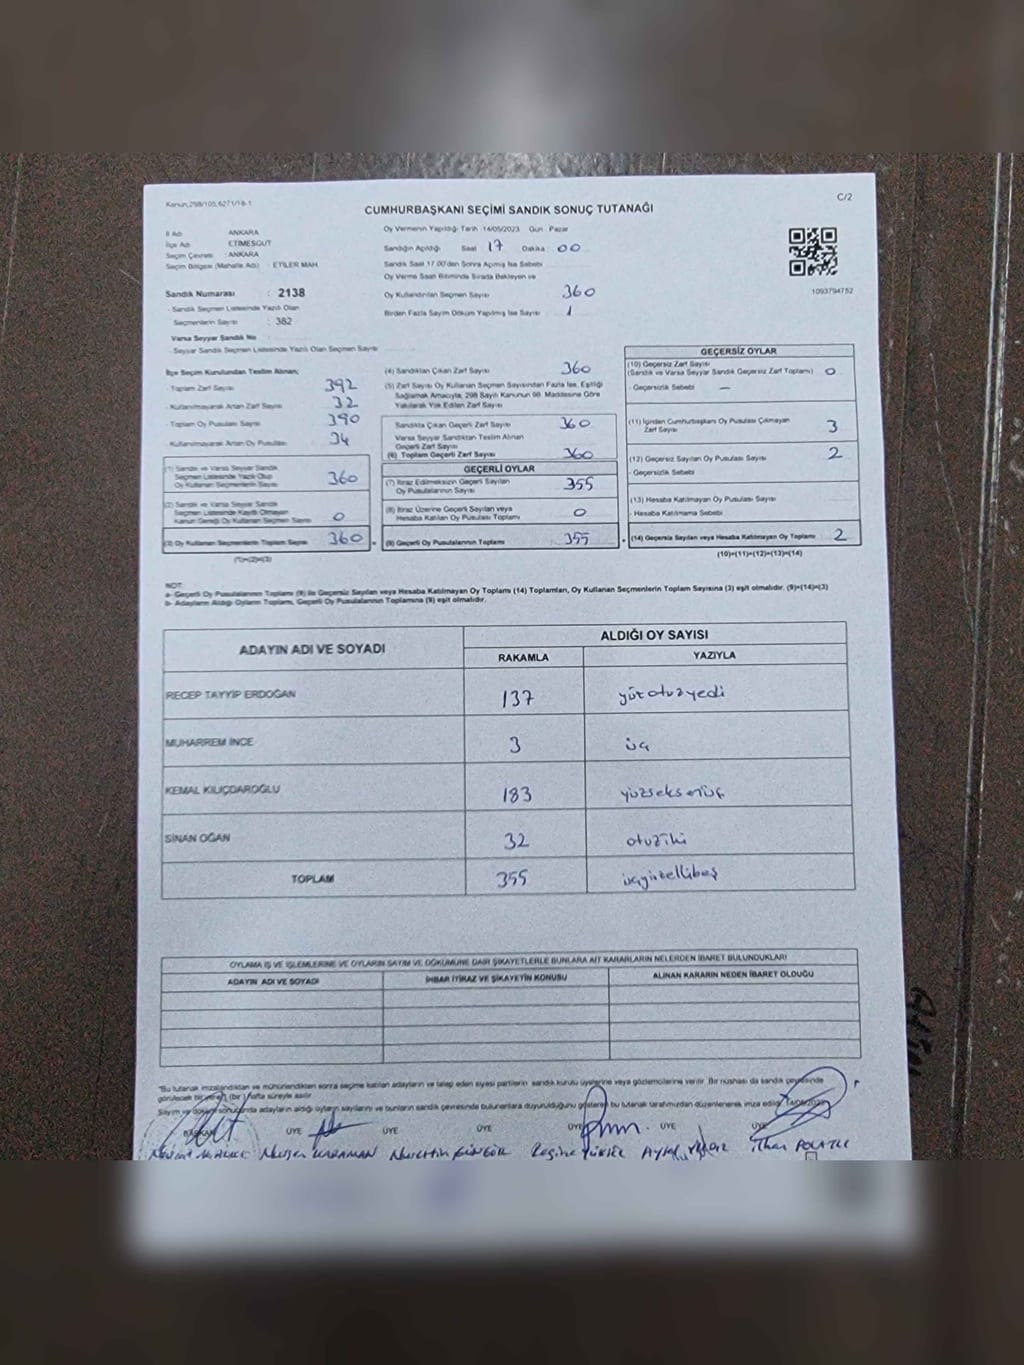 Kanun;298/105,6271/18-1
C/2
CUMHURBAŞKANI SEÇİMİ SANDIK SONUÇ TUTANAĞI
İl Adı : ANKARA
İlçe Adı : ETİMESGUT
Seçim Çevresi : ANKARA
Seçim Bölgesi (Mahalle Adı) : ETİLER MAH.
Sandık Numarası : 2138
- Sandık Seçmen Listesinde Yazılı Olan
Seçmenlerin Sayısı : 382
Varsa Seyyar Sandık No
- Seyyar Sandık Seçmen Listesinde Yazılı Olan Seçmen Sayısı
Oy Vermenin Yapıldığı Tarih 14/05/2023 Gün Pazar
Sandığın Açıldığı Saat 17 Dakika 00
Sandık Saat 17.00'den Sonra Açılmış İse Sebebi
Oy Verme Saati Bitiminde Sırada Bekleyen ve
Oy Kullandırılan Seçmen Sayısı 360
Birden Fazla Sayım Döküm Yapılmış İse Sayısı 1
1093794752
İlçe Seçim Kurulundan Teslim Alınan;
- Toplam Zarf Sayısı 392
- Kullanılmayarak Artan Zarf Sayısı 32
- Toplam Oy Pusulası Sayısı 390
- Kullanılmayarak Artan Oy Pusulası 34
(1) Sandık ve Varsa Seyyar Sandık
Seçmen Listesinde Yazılı Olup
Oy Kullanan Seçmenlerin Sayısı 360
(2) Sandık ve Varsa Seyyar Sandık
Seçmen Listesinde Kayıtlı Olmayan
Kanun Gereği Oy Kullanan Seçmen Sayısı 0
(3) Oy Kullanan Seçmenlerin Toplam Sayısı 360
(1)+(2)=(3)
(4) Sandıktan Çıkan Zarf Sayısı 360
(5) Zarf Sayısı Oy Kullanan Seçmen Sayısından Fazla İse, Eşitliği
Sağlamak Amacıyla, 298 Sayılı Kanunun 98. Maddesine Göre
Yakılarak Yok Edilen Zarf Sayısı
Sandıkta Çıkan Geçerli Zarf Sayısı 360
Varsa Seyyar Sandıktan Teslim Alınan
Geçerli Zarf Sayısı
(6) Toplam Geçerli Zarf Sayısı 360
GEÇERLİ OYLAR
(7) İtiraz Edilmeksizin Geçerli Sayılan
Oy Pusulalarının Sayısı 355
(8) İtiraz Üzerine Geçerli Sayılan veya
Hesaba Katılan Oy Pusulası Toplamı 0
(9) Geçerli Oy Pusulalarının Toplamı 355
GEÇERSİZ OYLAR
(10) Geçersiz Zarf Sayısı
(Sandık ve Varsa Seyyar Sandık Geçersiz Zarf Toplamı) 0
- Geçersizlik Sebebi —
(11) İçinden Cumhurbaşkanı Oy Pusulası Çıkmayan
Zarf Sayısı 3
(12) Geçersiz Sayılan Oy Pusulası Sayısı 2
- Geçersizlik Sebebi
(13) Hesaba Katılmayan Oy Pusulası Sayısı
- Hesaba Katılmama Sebebi
(14) Geçersiz Sayılan veya Hesaba Katılmayan Oy Toplamı 2
(10)+(11)+(12)+(13)=(14)
NOT:
a- Geçerli Oy Pusulalarının Toplamı (9) ile Geçersiz Sayılan veya Hesaba Katılmayan Oy Toplamı (14) Toplamları, Oy Kullanan Seçmenlerin Toplam Sayısına (3) eşit olmalıdır. (9)+(14)=(3)
b- Adayların Aldığı Oyların Toplamı, Geçerli Oy Pusulalarının Toplamına (9) eşit olmalıdır.
ADAYIN ADI VE SOYADI ALDIĞI OY SAYISI
RAKAMLA YAZIYLA
RECEP TAYYİP ERDOĞAN 137 yüzotuzyedi
MUHARREM İNCE 3 üç
KEMAL KILIÇDAROĞLU 183 yüzseksenüç
SİNAN OĞAN 32 otuziki
TOPLAM 355 üçyüzellibeş
OYLAMA İŞ VE İŞLEMLERİNE VE OYLARIN SAYIM VE DÖKÜMÜNE DAİR ŞİKAYETLERLE BUNLARA AİT KARARLARIN NELERDEN İBARET BULUNDUKLARI
ADAYIN ADI VE SOYADI İHBAR İTİRAZ VE ŞİKAYETİN KONUSU ALINAN KARARIN NEDEN İBARET OLDUĞU
"Bu tutanak imzalandıktan ve mühürlendikten sonra seçime katılan adayların ve talep eden siyasi partilerin sandık kurulu üyelerine veya gözlemcilerine verilir. Bir nüshası da sandık çevresinde
görülecek bir yere (bir) hafta süreyle asılır
Sayım ve döküm sonucunda adayların aldığı oyların sayılarını ve bunların sandık çevresinde bulunanlara duyurulduğunu gösteren bu tutanak tarafımızdan düzenlenerek imza edildi. 14/05/2023
BAŞKAN ÜYE ÜYE ÜYE ÜYE ÜYE ÜYE
KARAMAN Nurettin GÜNGÖR İlhan POLATLI